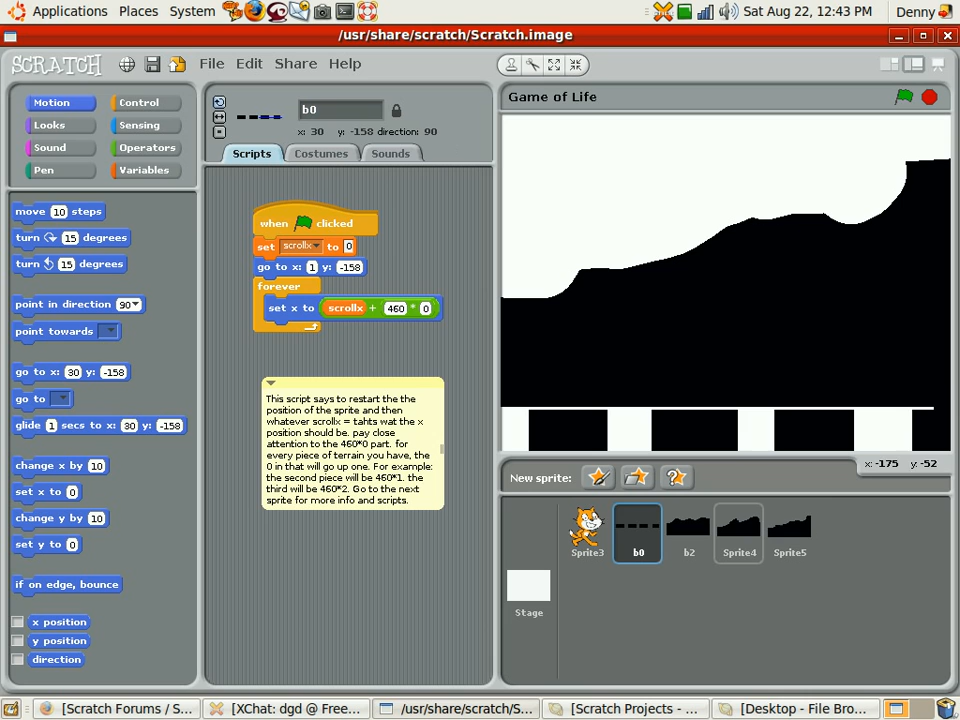 Applications Places System
Sat Aug 22, 12:43 PM
Denny
/usr/share/scratch/Scratch.image
SCRATCH
File Edit Share Help
Motion
Control
Looks
Sensing
Sound
Operators
Pen
Variables
move 10 steps
turn 15 degrees
turn 15 degrees
point in direction 90
point towards
go to x: 30 y: -158
go to
glide 1 secs to x: 30 y: -158
change x by 10
set x to 0
change y by 10
set y to 0
if on edge, bounce
x position
y position
direction
b0
x: 30 y: -158 direction: 90
Scripts Costumes Sounds
when clicked
set scrollx to 0
go to x: 1 y: -158
forever
set x to scrollx + 460 * 0
This script says to restart the the
position of the sprite and then
whatever scrollx = tahts wat the x
position should be. pay close
attention to the 460*0 part. for
every piece of terrain you have, the
0 in that will go up one. For example:
the second piece will be 460*1. the
third will be 460*2. Go to the next
sprite for more info and scripts.
Game of Life
x: -175 y: -52
New sprite:
Sprite3
b0
b2
Sprite4
Sprite5
Stage
[Scratch Forums / S...
[XChat: dgd @ Free...
/usr/share/scratch/S...
[Scratch Projects - ...
[Desktop - File Bro...